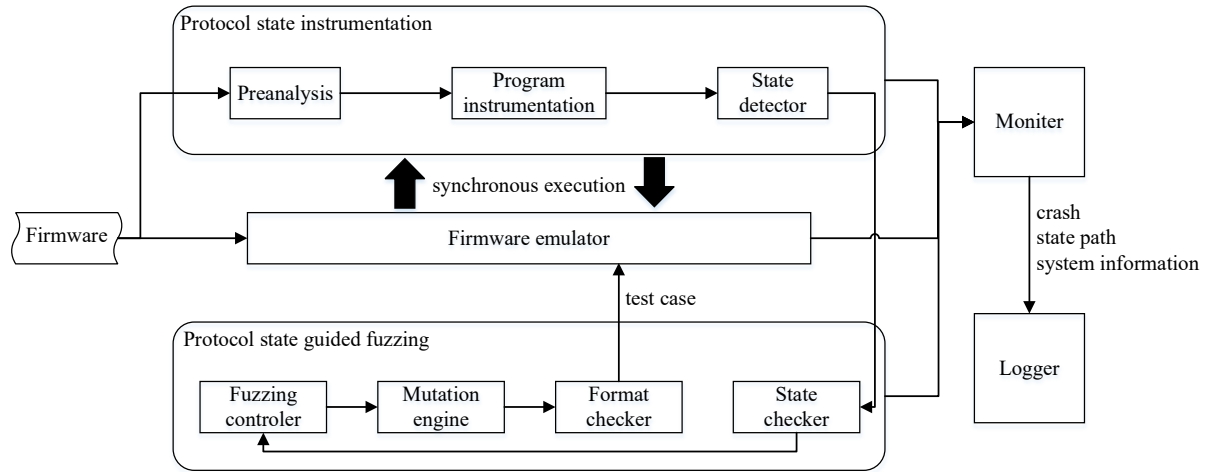 Protocol state instrumentation
Preanalysis
Program
instrumentation
State
detector
Moniter
synchronous execution
Firmware
Firmware emulator
crash
state path
system information
test case
Protocol state guided fuzzing
Fuzzing
controler
Mutation
engine
Format
checker
State
checker
Logger